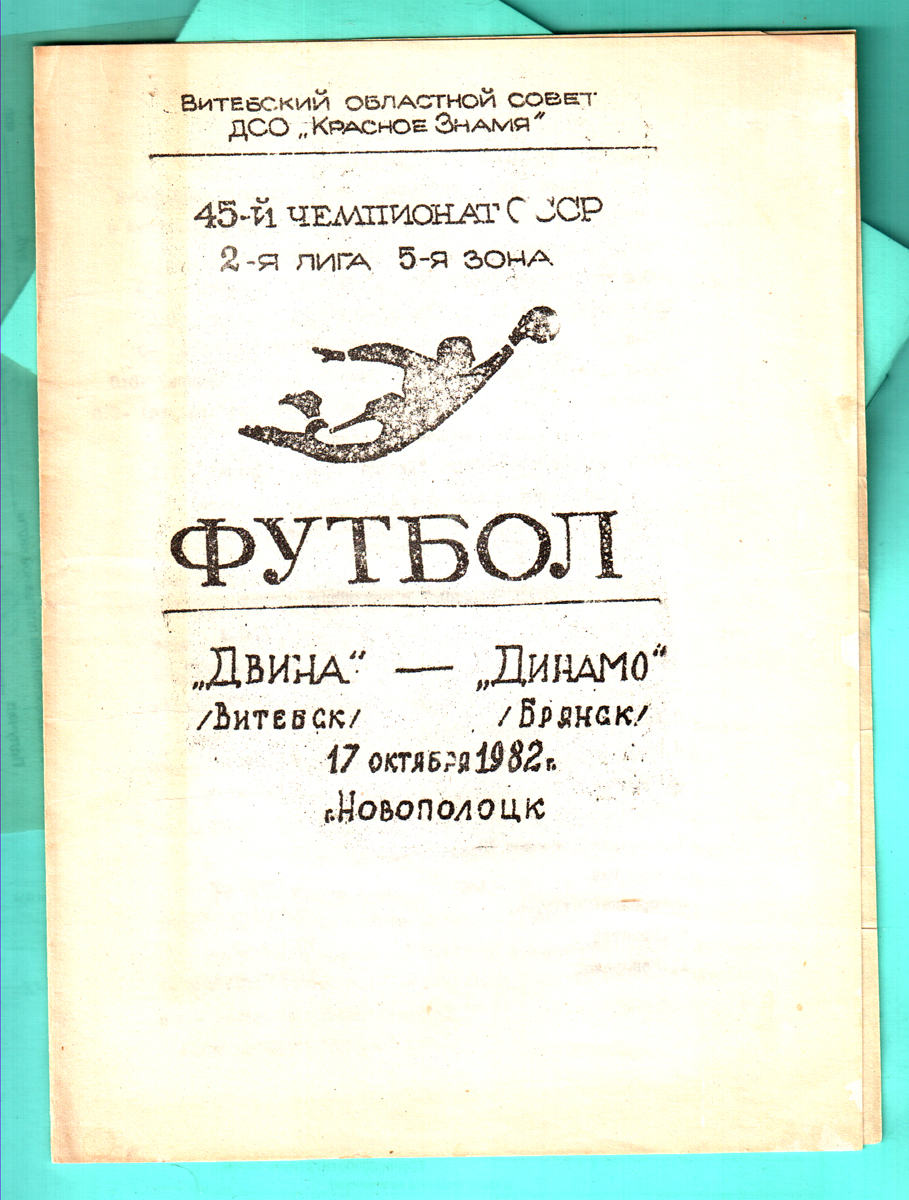 Витебский областной совет
ДСО „Красное Знамя"
45-й ЧЕМПИОНАТ СССР
2-я ЛИГА 5-я ЗОНА
ФУТБОЛ
„Двина" — „Динамо"
/Витебск/ /Брянск/
17 октября 1982 г.
г. Новополоцк